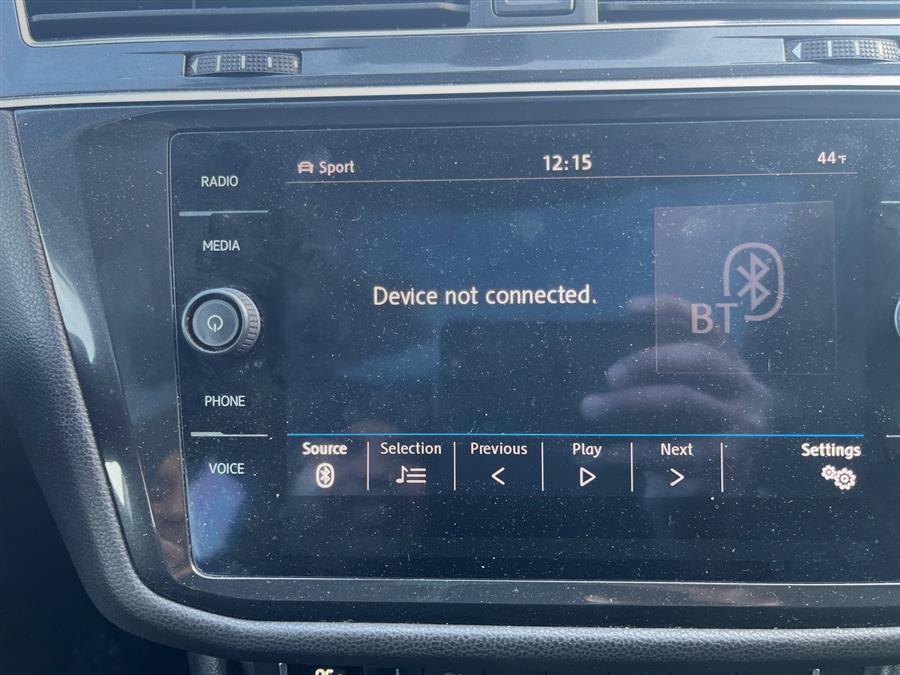 Sport 12:15 44°F
RADIO
MEDIA
Device not connected.
BT
PHONE
VOICE
Source Selection Previous Play Next Settings